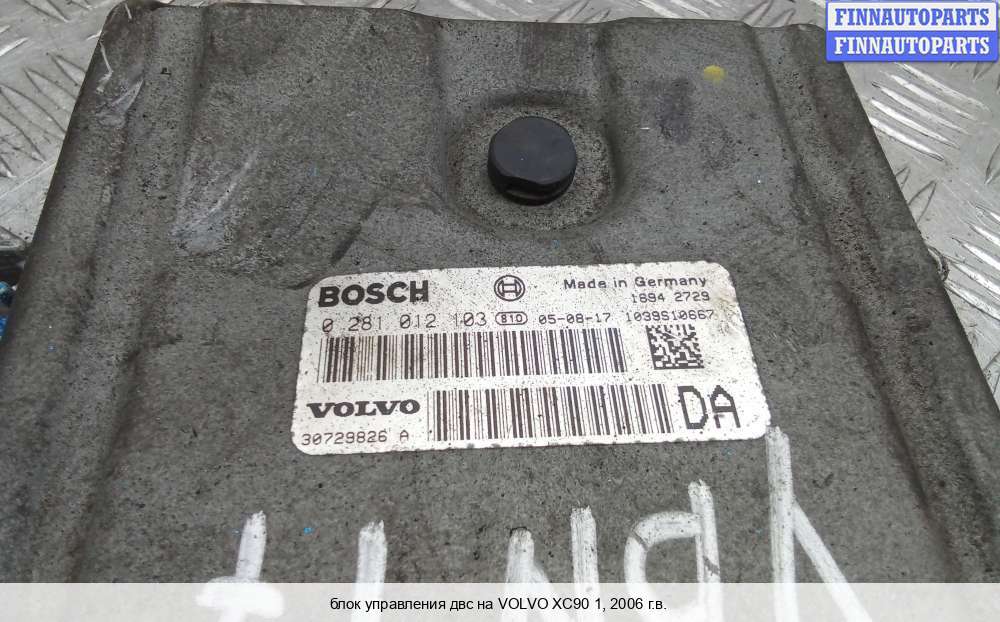 FINNAUTOPARTS
FINNAUTOPARTS
BOSCH Made in Germany
1694 2729
0 281 012 103 810 05-08-17 1039S10667
VOLVO DA
30729826 A
блок управления двс на VOLVO XC90 1, 2006 г.в.